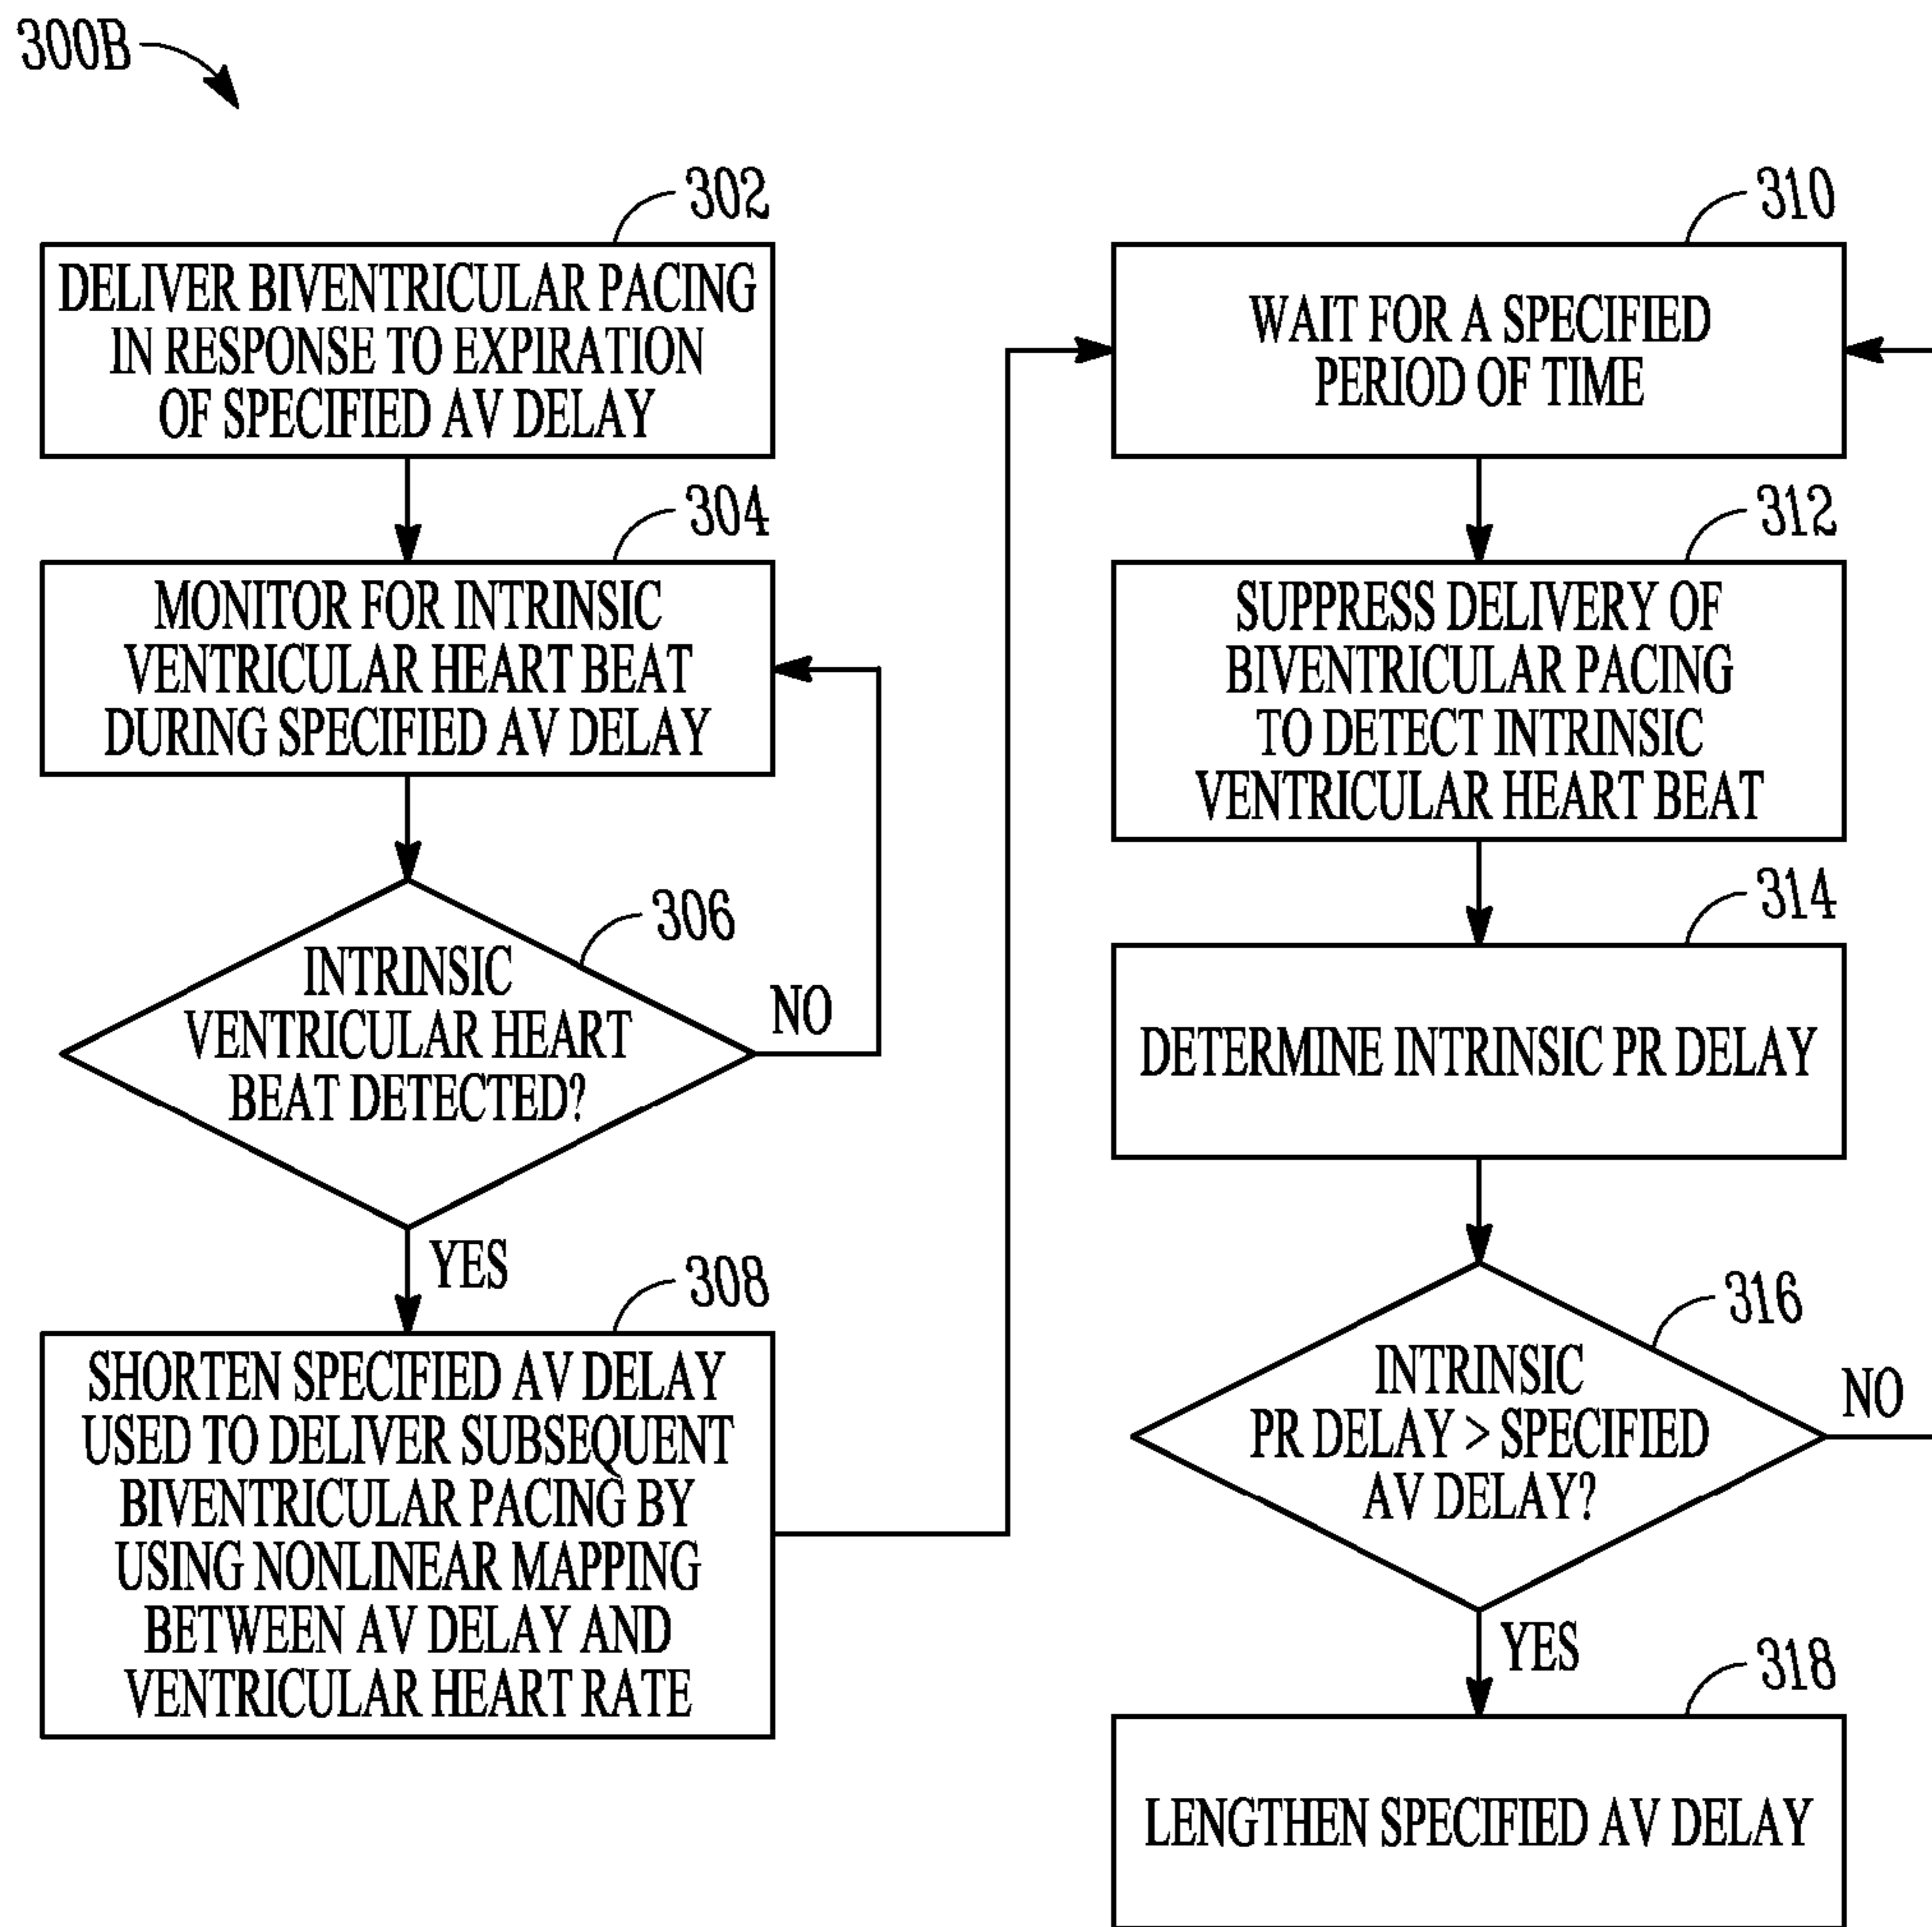 300B
302
DELIVER BIVENTRICULAR PACING
IN RESPONSE TO EXPIRATION
OF SPECIFIED AV DELAY
304
MONITOR FOR INTRINSIC
VENTRICULAR HEART BEAT
DURING SPECIFIED AV DELAY
306
INTRINSIC
VENTRICULAR HEART
BEAT DETECTED?
NO
YES
308
SHORTEN SPECIFIED AV DELAY
USED TO DELIVER SUBSEQUENT
BIVENTRICULAR PACING BY
USING NONLINEAR MAPPING
BETWEEN AV DELAY AND
VENTRICULAR HEART RATE
310
WAIT FOR A SPECIFIED
PERIOD OF TIME
312
SUPPRESS DELIVERY OF
BIVENTRICULAR PACING
TO DETECT INTRINSIC
VENTRICULAR HEART BEAT
314
DETERMINE INTRINSIC PR DELAY
316
INTRINSIC
PR DELAY > SPECIFIED
AV DELAY?
NO
YES
318
LENGTHEN SPECIFIED AV DELAY